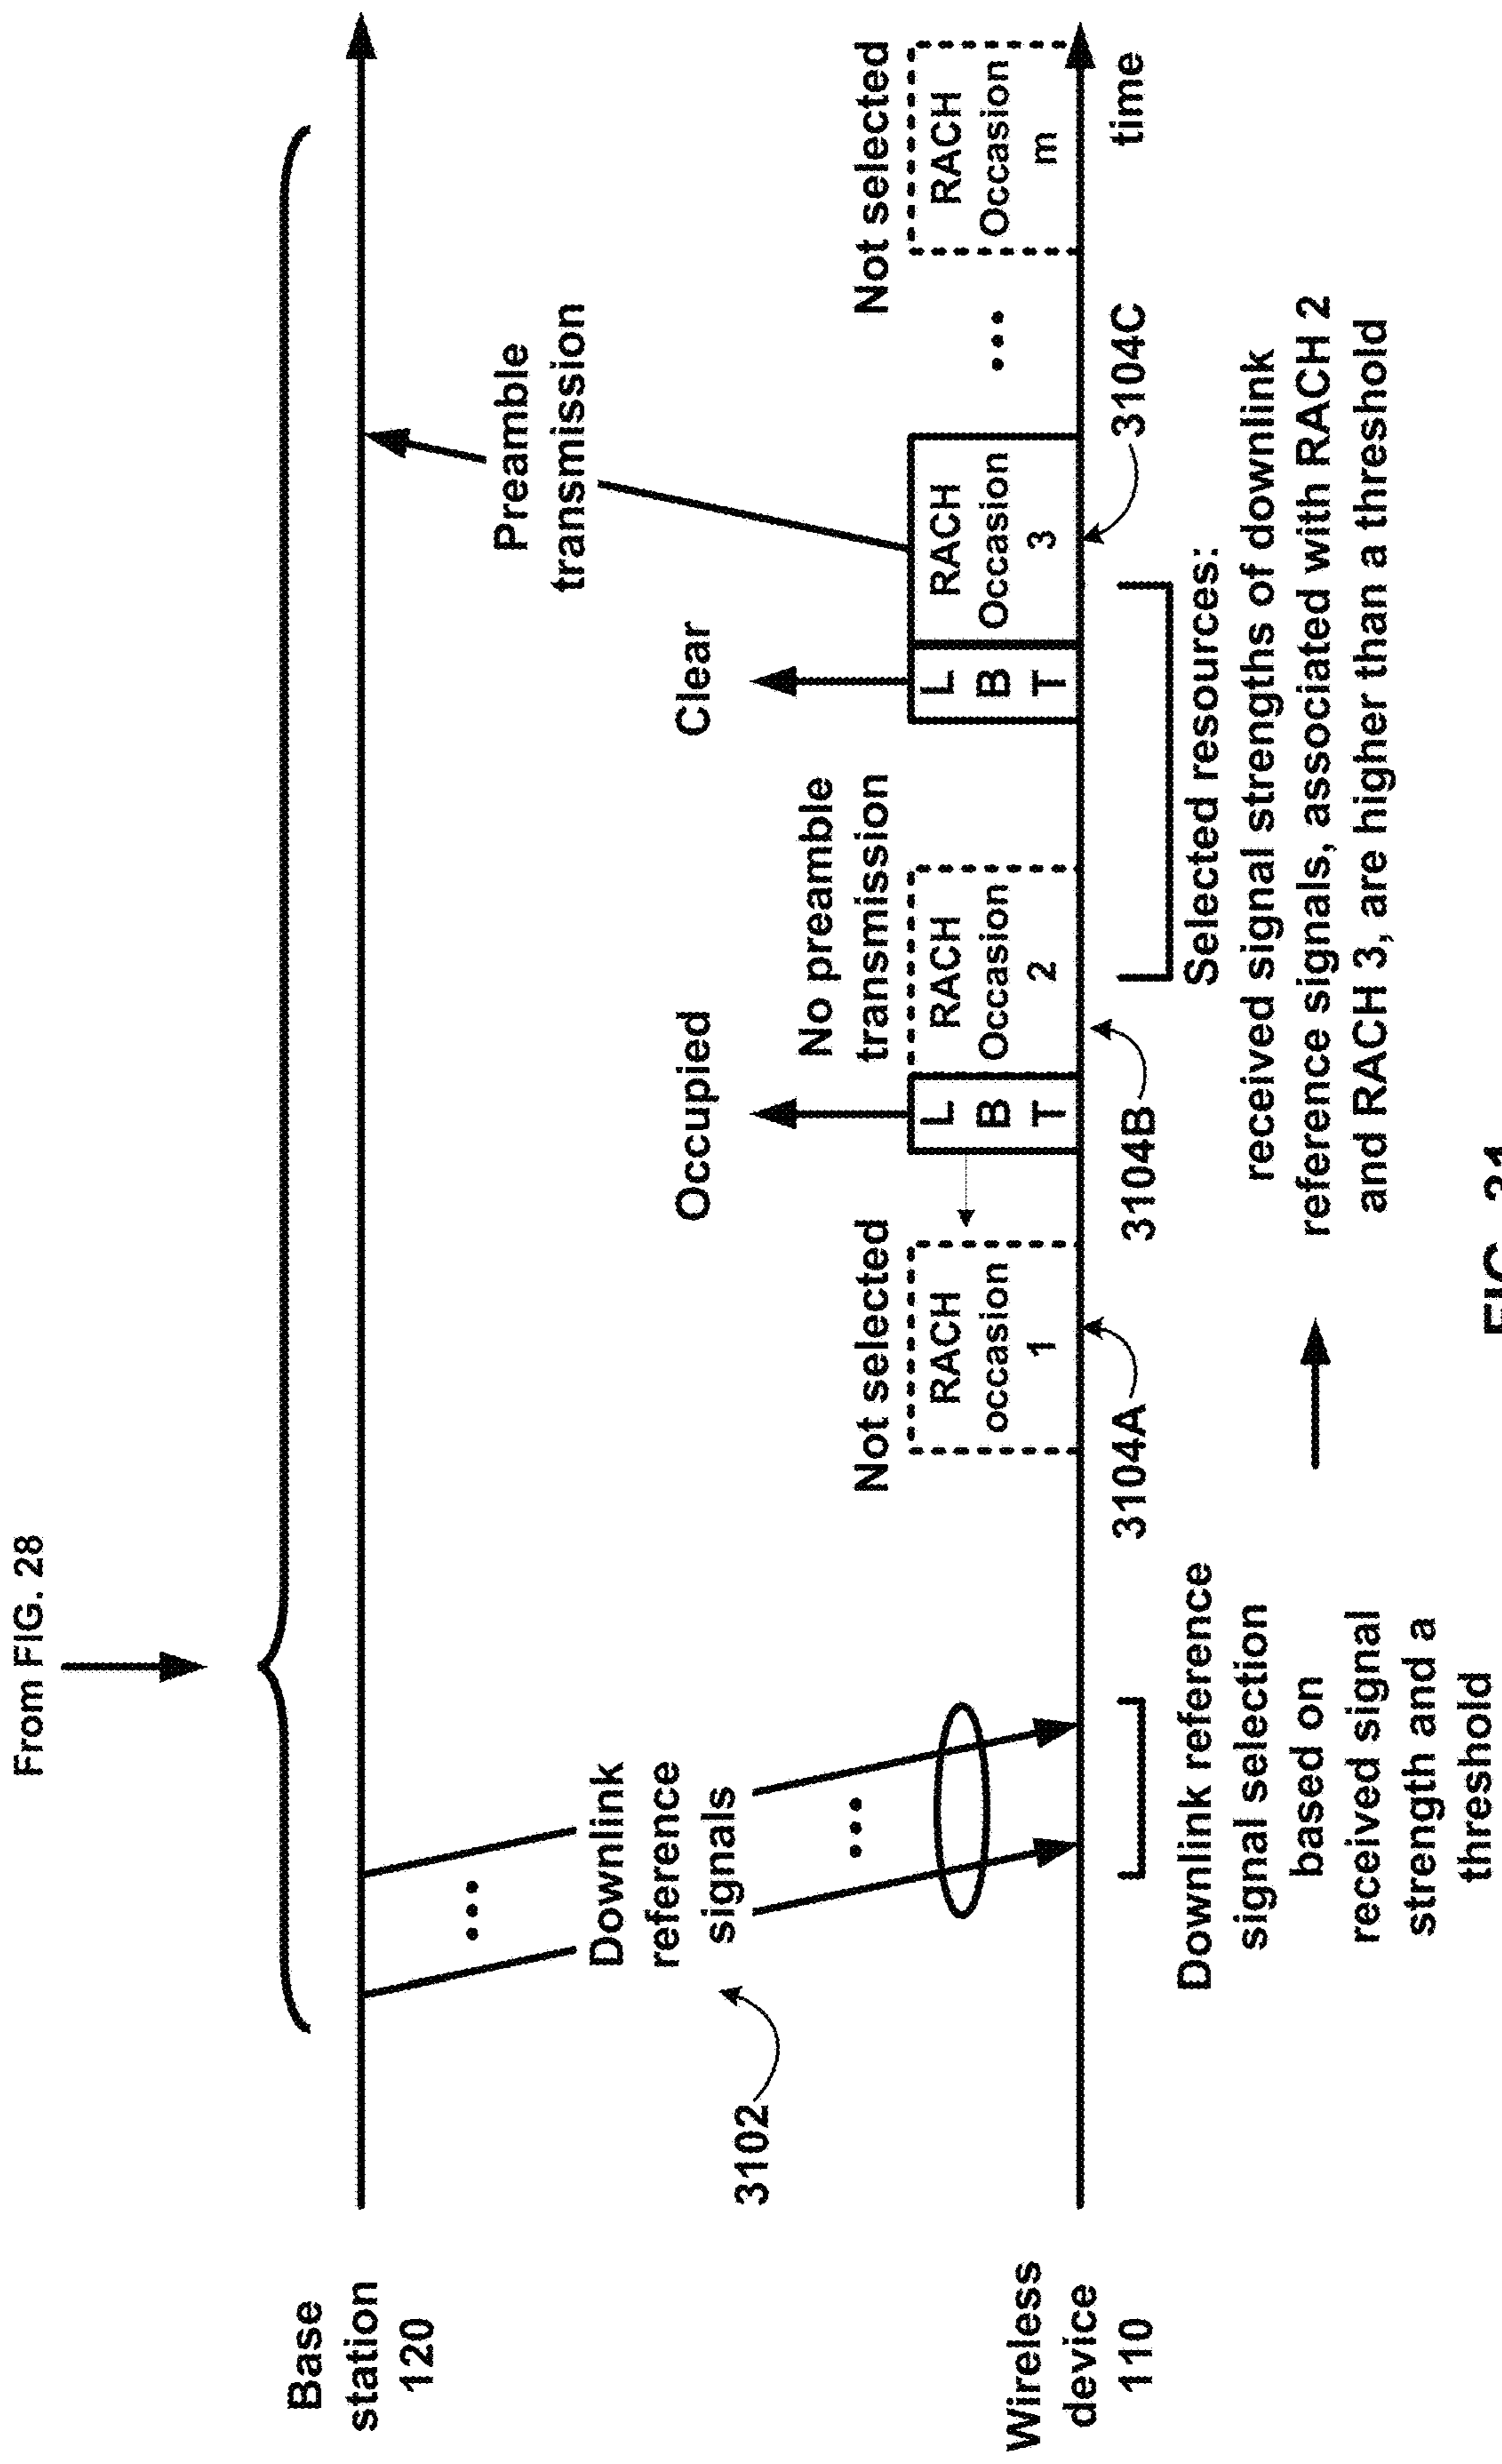 From FIG. 28
Base
station
120
Preamble
transmission
Downlink
reference
signals
3102
Occupied
Clear
No preamble
transmission
Not selected
Not selected
RACH
occasion
1
L
B
T
RACH
Occasion
2
L
B
T
RACH
Occasion
3
RACH
Occasion
m
Wireless
device
110
time
3104A
3104B
3104C
Downlink reference
signal selection
based on
received signal
strength and a
threshold
Selected resources:
received signal strengths of downlink
reference signals, associated with RACH 2
and RACH 3, are higher than a threshold
FIG. 31